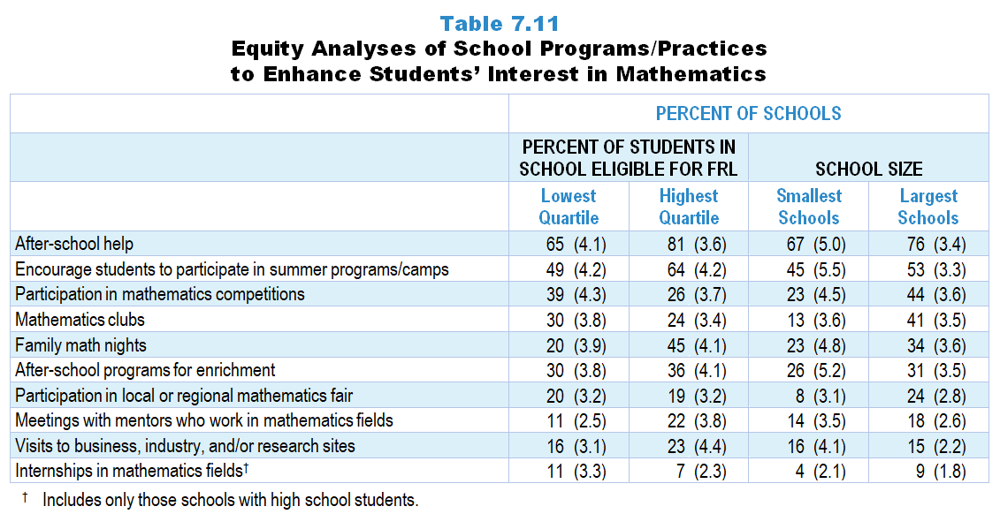 Table 7.11
Equity Analyses of School Programs/Practices
to Enhance Students’ Interest in Mathematics
PERCENT OF SCHOOLS
PERCENT OF STUDENTS IN
SCHOOL ELIGIBLE FOR FRL
SCHOOL SIZE
Lowest Quartile Highest Quartile Smallest Schools Largest Schools
After-school help 65 (4.1) 81 (3.6) 67 (5.0) 76 (3.4)
Encourage students to participate in summer programs/camps 49 (4.2) 64 (4.2) 45 (5.5) 53 (3.3)
Participation in mathematics competitions 39 (4.3) 26 (3.7) 23 (4.5) 44 (3.6)
Mathematics clubs 30 (3.8) 24 (3.4) 13 (3.6) 41 (3.5)
Family math nights 20 (3.9) 45 (4.1) 23 (4.8) 34 (3.6)
After-school programs for enrichment 30 (3.8) 36 (4.1) 26 (5.2) 31 (3.5)
Participation in local or regional mathematics fair 20 (3.2) 19 (3.2) 8 (3.1) 24 (2.8)
Meetings with mentors who work in mathematics fields 11 (2.5) 22 (3.8) 14 (3.5) 18 (2.6)
Visits to business, industry, and/or research sites 16 (3.1) 23 (4.4) 16 (4.1) 15 (2.2)
Internships in mathematics fields† 11 (3.3) 7 (2.3) 4 (2.1) 9 (1.8)
† Includes only those schools with high school students.